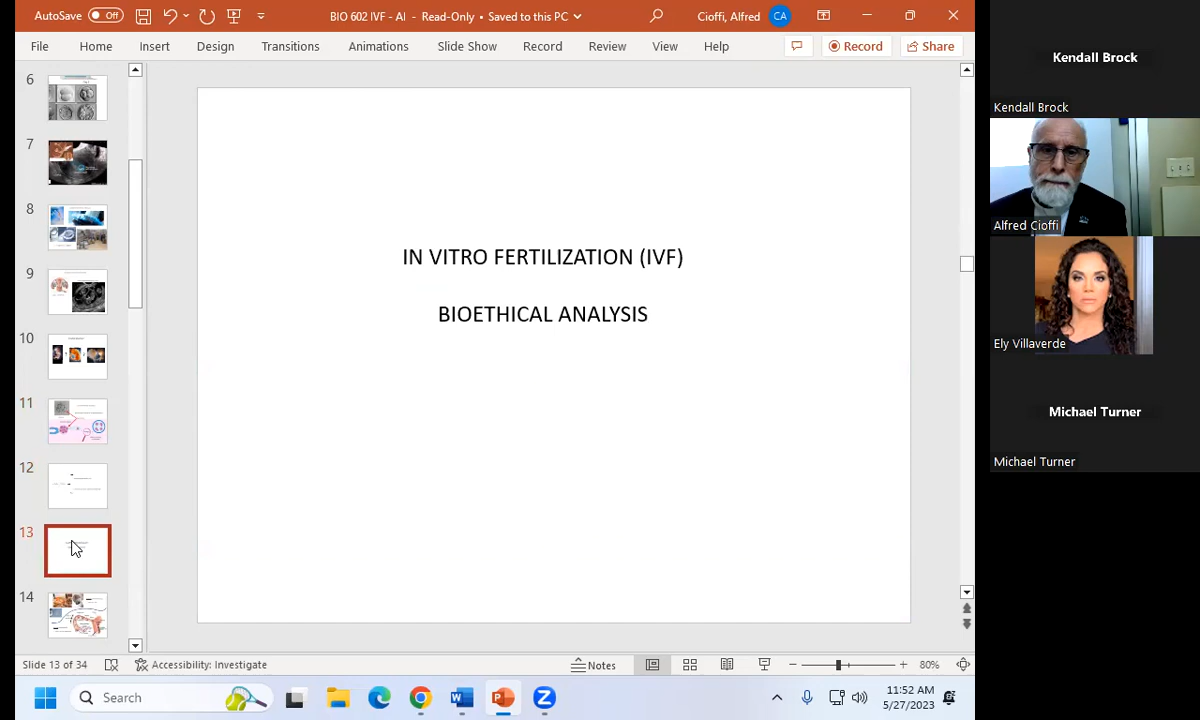 AutoSave Off
BIO 602 IVF - AI - Read-Only • Saved to this PC
Cioffi, Alfred CA
File Home Insert Design Transitions Animations Slide Show Record Review View Help
Record Share
6
7
8
9
10
11
12
13
14
IN VITRO FERTILIZATION (IVF)
BIOETHICAL ANALYSIS
Slide 13 of 34
Accessibility: Investigate
Notes
80%
Search
11:52 AM
5/27/2023
Kendall Brock
Kendall Brock
Alfred Cioffi
Ely Villaverde
Michael Turner
Michael Turner